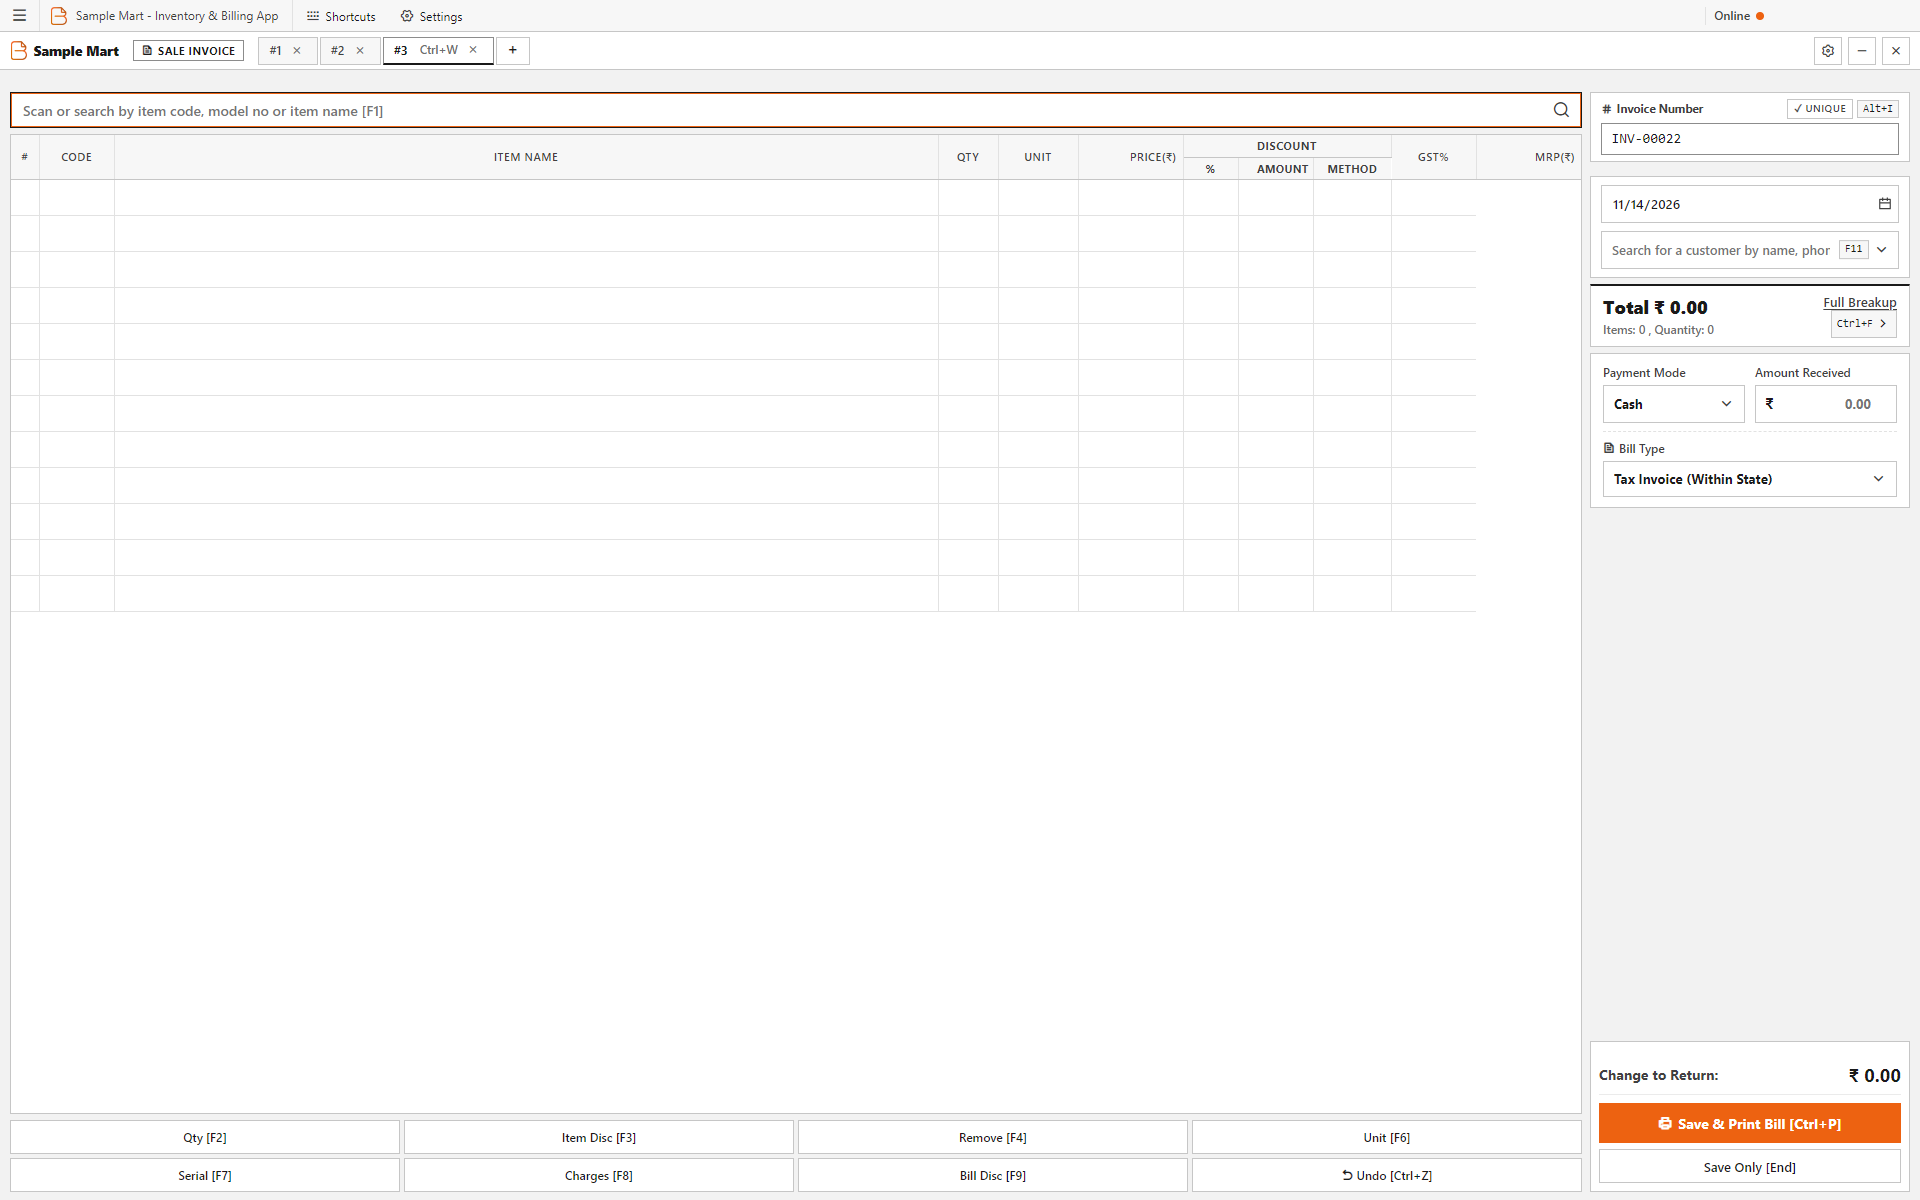 Sample Mart - Inventory & Billing App
Shortcuts
Settings
Online
Sample Mart
SALE INVOICE
#1
#2
#3 Ctrl+W
+
Scan or search by item code, model no or item name [F1]
# CODE ITEM NAME QTY UNIT PRICE(₹) DISCOUNT GST% MRP(₹)
% AMOUNT METHOD
# Invoice Number
✓ UNIQUE
Alt+I
INV-00022
11/14/2026
Search for a customer by name, phor
F11
Total ₹ 0.00
Full Breakup
Items: 0 , Quantity: 0
Ctrl+F
Payment Mode
Amount Received
Cash
₹ 0.00
Bill Type
Tax Invoice (Within State)
Change to Return: ₹ 0.00
Save & Print Bill [Ctrl+P]
Save Only [End]
Qty [F2]
Item Disc [F3]
Remove [F4]
Unit [F6]
Serial [F7]
Charges [F8]
Bill Disc [F9]
Undo [Ctrl+Z]